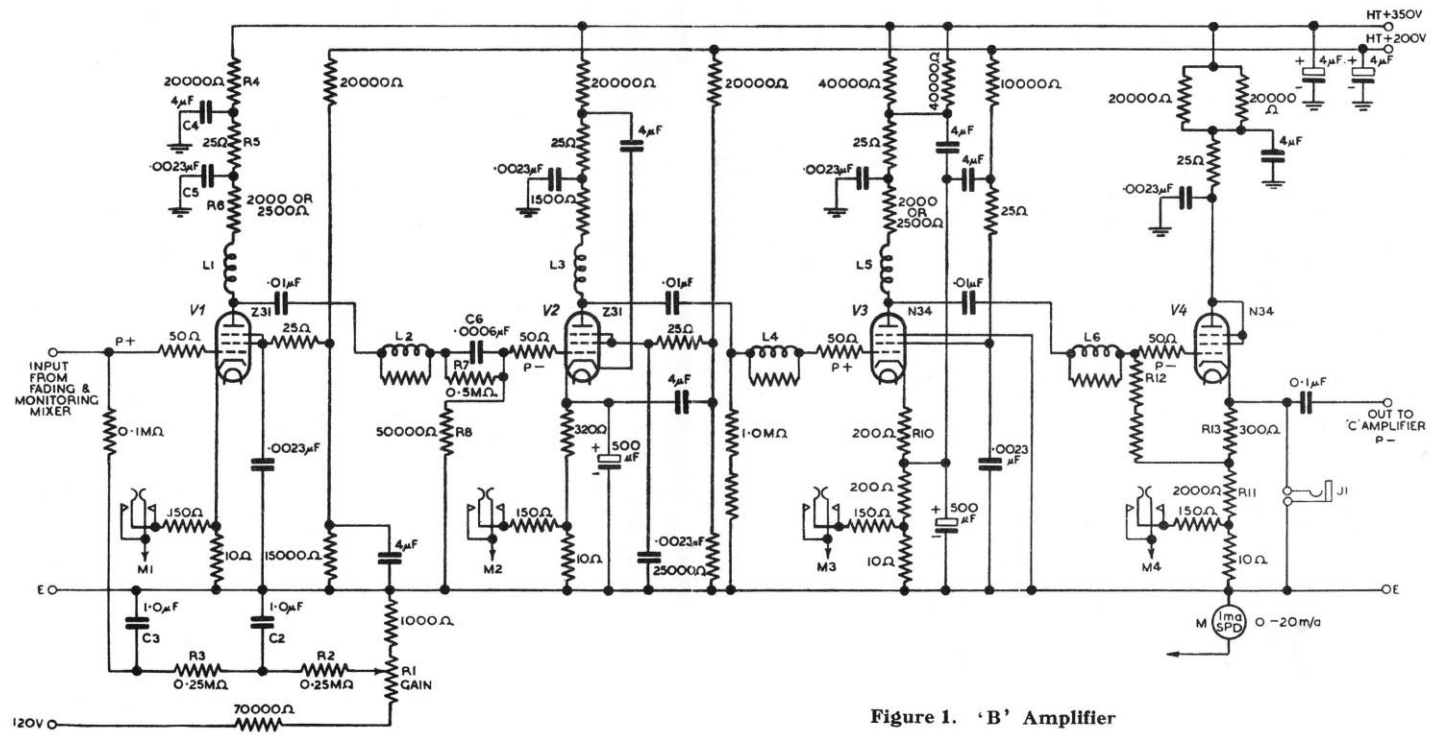 HT+350V
HT+200V
20000Ω R4
20000Ω
20000Ω
20000Ω
40000Ω
40000Ω
10000Ω
20000Ω
20000Ω
+ 4μF
-
+ 4μF
-
4μF
C4
25Ω R5
.0023μF
C5
R6
2000 OR
2500Ω
L1
25Ω
4μF
.0023μF
1500Ω
L3
25Ω
4μF
4μF
.0023μF
2000
OR
2500Ω
25Ω
L5
25Ω
4μF
.0023μF
.01μF
.01μF
.01μF
V1
Z31
V2
Z31
V3
N34
V4
N34
P+
50Ω
25Ω
L2
C6
.0006μF
R7
0.5MΩ
50Ω
P-
25Ω
L4
50Ω
P+
L6
50Ω
P-
R12
INPUT
FROM
FADING &
MONITORING
MIXER
0.1MΩ
.0023μF
50000Ω
R8
320Ω
+ 500
μF
-
4μF
1.0MΩ
200Ω
R10
.0023
μF
0.1μF
R13
300Ω
OUT TO
'C' AMPLIFIER
P-
150Ω
10Ω
M1
15000Ω
4μF
150Ω
10Ω
M2
.0023μF
25000Ω
200Ω
150Ω
10Ω
M3
+ 500
μF
-
2000Ω
R11
150Ω
10Ω
M4
J1
E
E
1.0μF
C3
1.0μF
C2
1000Ω
R3
0.25MΩ
R2
0.25MΩ
R1
GAIN
M
1ma
SPD
0-20m/a
70000Ω
120V
Figure 1. 'B' Amplifier